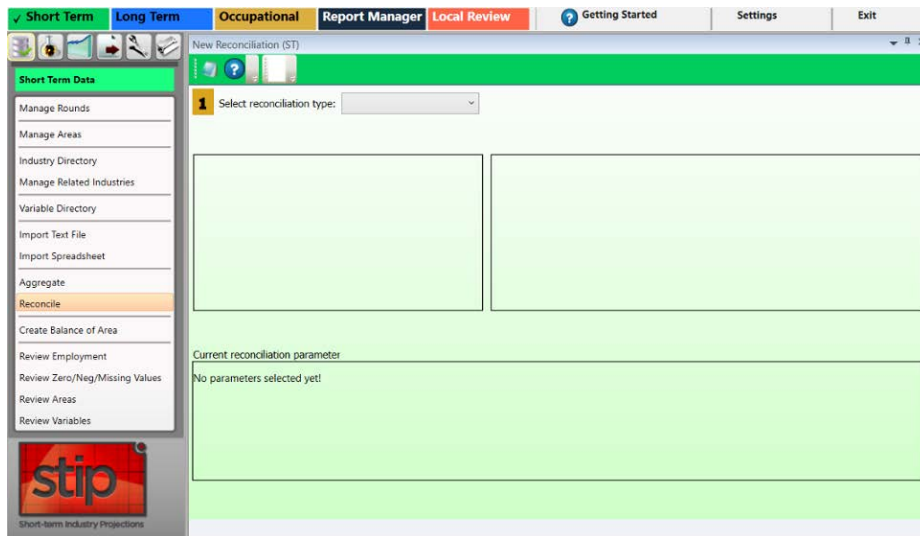 ✓ Short Term
Long Term
Occupational
Report Manager
Local Review
? Getting Started
Settings
Exit
New Reconciliation (ST)
?
Short Term Data
Manage Rounds
Manage Areas
Industry Directory
Manage Related Industries
Variable Directory
Import Text File
Import Spreadsheet
Aggregate
Reconcile
Create Balance of Area
Review Employment
Review Zero/Neg/Missing Values
Review Areas
Review Variables
stip
Short-term Industry Projections
1 Select reconciliation type:
Current reconciliation parameter
No parameters selected yet!